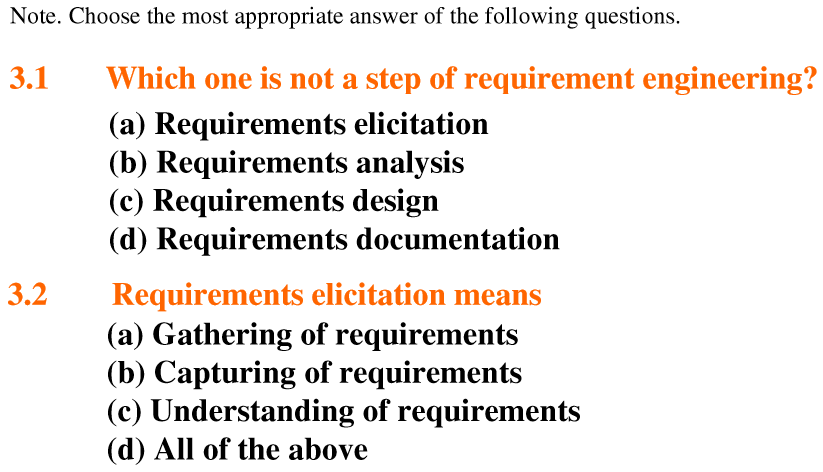 Note. Choose the most appropriate answer of the following questions.
3.1 Which one is not a step of requirement engineering?
(a) Requirements elicitation
(b) Requirements analysis
(c) Requirements design
(d) Requirements documentation
3.2 Requirements elicitation means
(a) Gathering of requirements
(b) Capturing of requirements
(c) Understanding of requirements
(d) All of the above